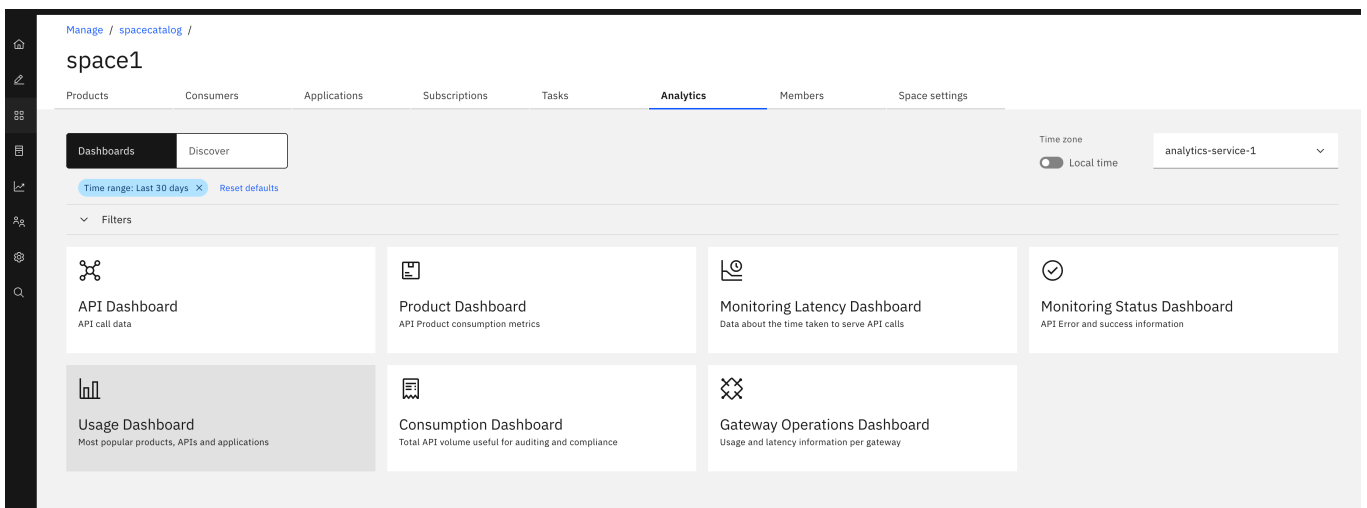 Manage / spacecatalog /
space1
Products Consumers Applications Subscriptions Tasks Analytics Members Space settings
Dashboards Discover
Time zone
Local time
analytics-service-1
Time range: Last 30 days × Reset defaults
Filters
API Dashboard
API call data
Product Dashboard
API Product consumption metrics
Monitoring Latency Dashboard
Data about the time taken to serve API calls
Monitoring Status Dashboard
API Error and success information
Usage Dashboard
Most popular products, APIs and applications
Consumption Dashboard
Total API volume useful for auditing and compliance
Gateway Operations Dashboard
Usage and latency information per gateway